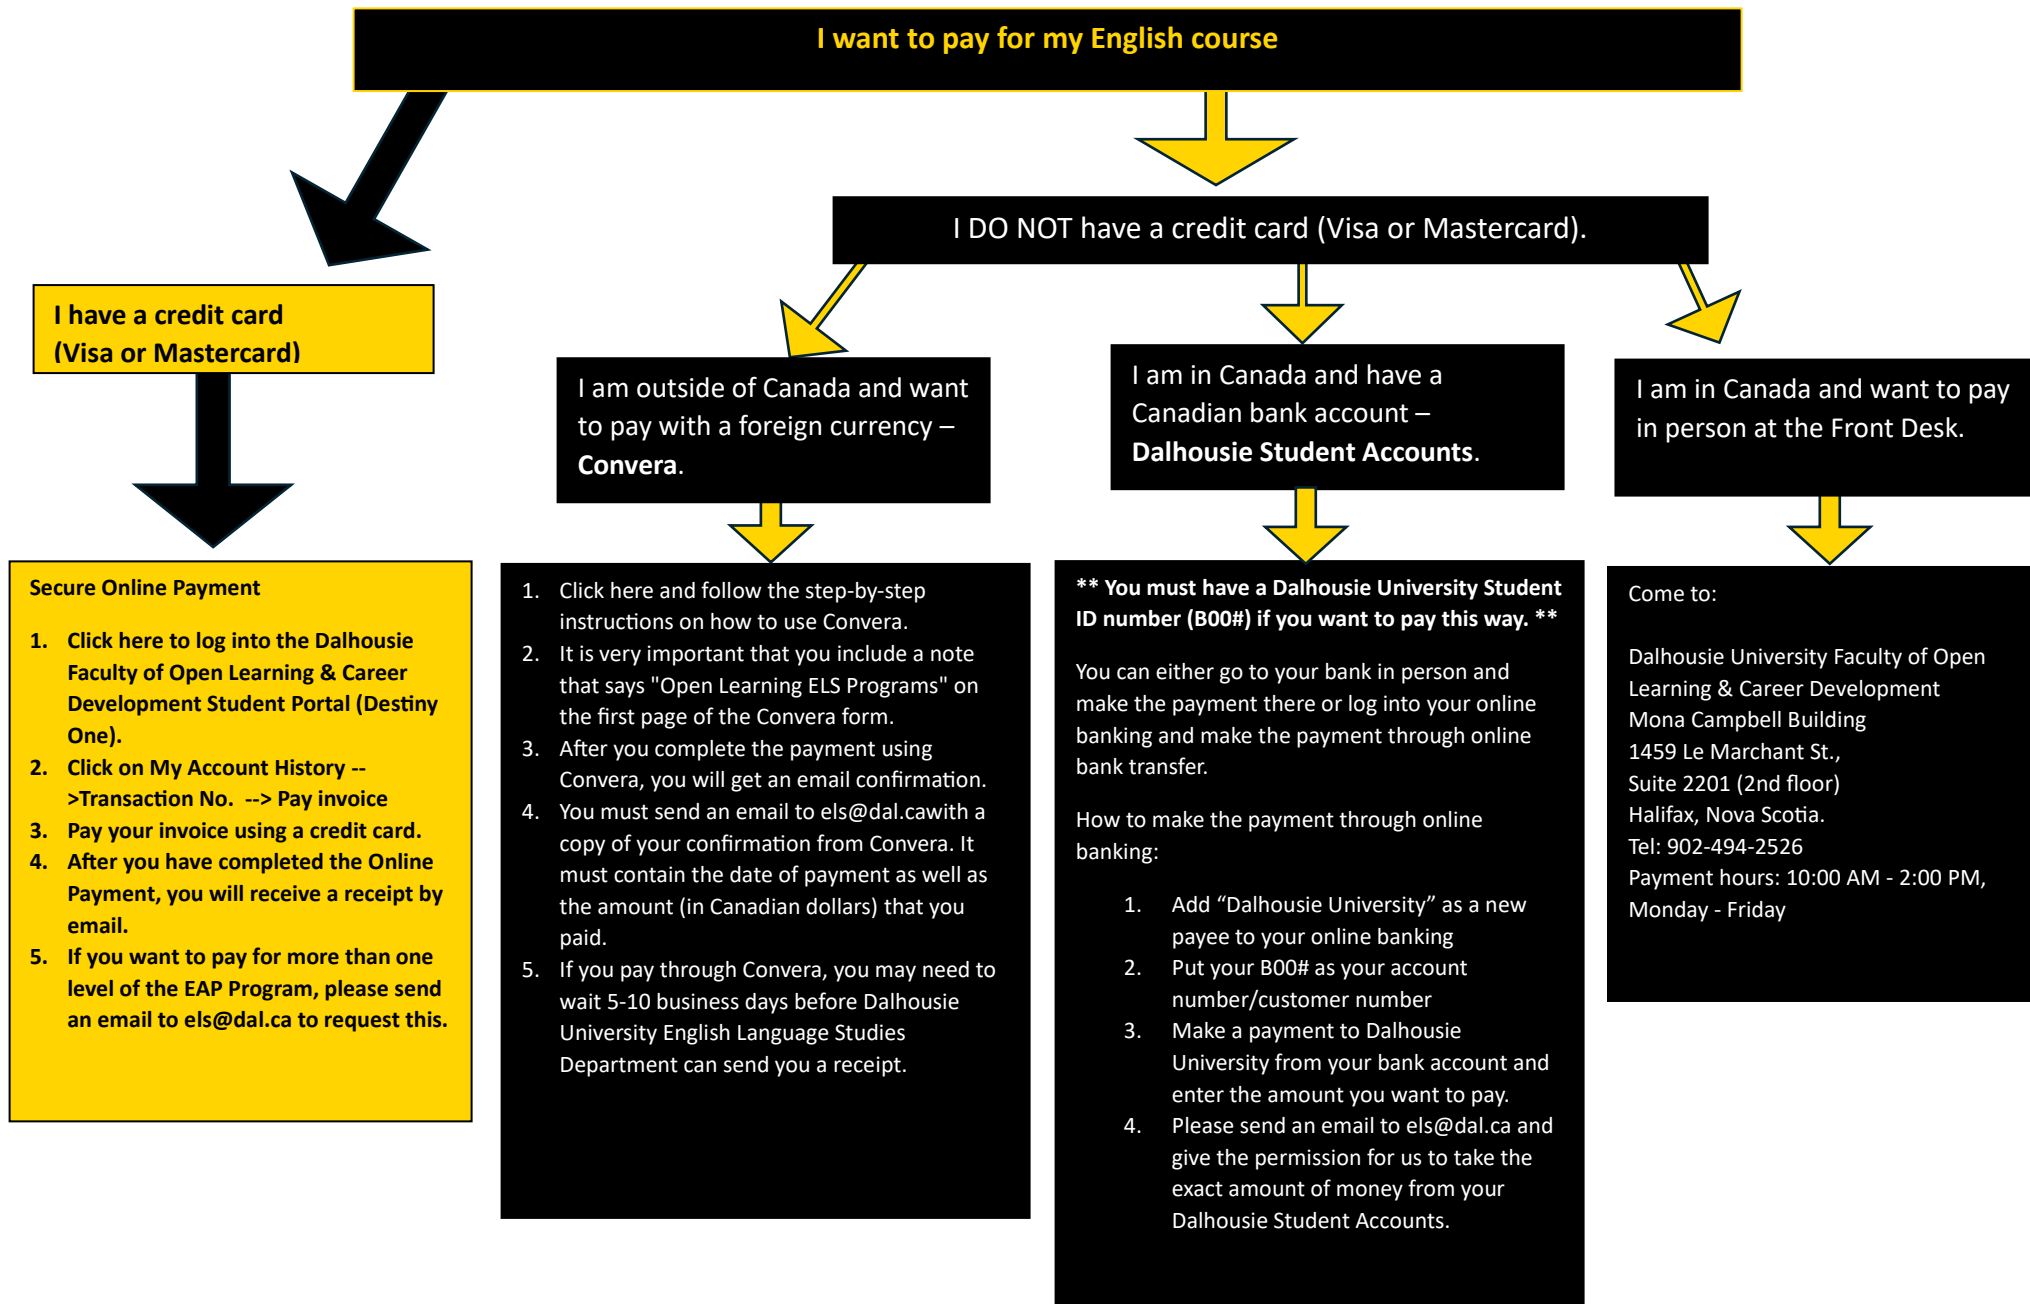 I want to pay for my English course
I DO NOT have a credit card (Visa or Mastercard).
I have a credit card
(Visa or Mastercard)
I am outside of Canada and want
to pay with a foreign currency –
Convera.
I am in Canada and have a
Canadian bank account –
Dalhousie Student Accounts.
I am in Canada and want to pay
in person at the Front Desk.
Secure Online Payment
1. Click here to log into the Dalhousie
Faculty of Open Learning & Career
Development Student Portal (Destiny
One).
2. Click on My Account History --
>Transaction No. --> Pay invoice
3. Pay your invoice using a credit card.
4. After you have completed the Online
Payment, you will receive a receipt by
email.
5. If you want to pay for more than one
level of the EAP Program, please send
an email to els@dal.ca to request this.
1. Click here and follow the step-by-step
instructions on how to use Convera.
2. It is very important that you include a note
that says "Open Learning ELS Programs" on
the first page of the Convera form.
3. After you complete the payment using
Convera, you will get an email confirmation.
4. You must send an email to els@dal.cawith a
copy of your confirmation from Convera. It
must contain the date of payment as well as
the amount (in Canadian dollars) that you
paid.
5. If you pay through Convera, you may need to
wait 5-10 business days before Dalhousie
University English Language Studies
Department can send you a receipt.
** You must have a Dalhousie University Student
ID number (B00#) if you want to pay this way. **
You can either go to your bank in person and
make the payment there or log into your online
banking and make the payment through online
bank transfer.
How to make the payment through online
banking:
1. Add “Dalhousie University” as a new
payee to your online banking
2. Put your B00# as your account
number/customer number
3. Make a payment to Dalhousie
University from your bank account and
enter the amount you want to pay.
4. Please send an email to els@dal.ca and
give the permission for us to take the
exact amount of money from your
Dalhousie Student Accounts.
Come to:
Dalhousie University Faculty of Open
Learning & Career Development
Mona Campbell Building
1459 Le Marchant St.,
Suite 2201 (2nd floor)
Halifax, Nova Scotia.
Tel: 902-494-2526
Payment hours: 10:00 AM - 2:00 PM,
Monday - Friday